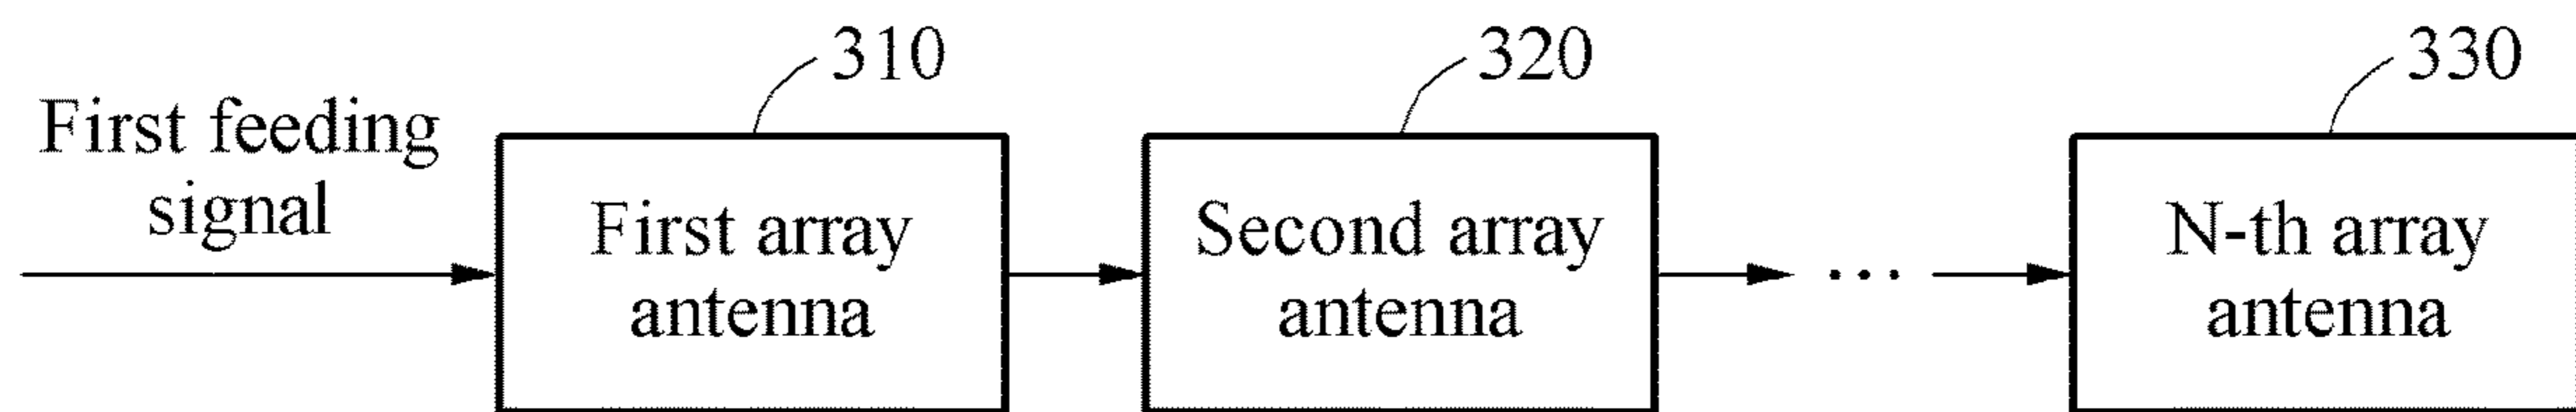 310
320
330
First feeding
signal
First array
antenna
Second array
antenna
...
N-th array
antenna